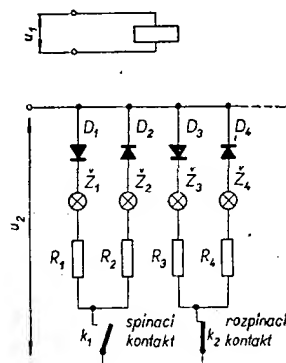 u₁
D₁ D₂ D₃ D₄
Ž₁ Ž₂ Ž₃ Ž₄
u₂
R₁ R₂ R₃ R₄
k₁ spínací kontakt
k₂ rozpínací kontakt